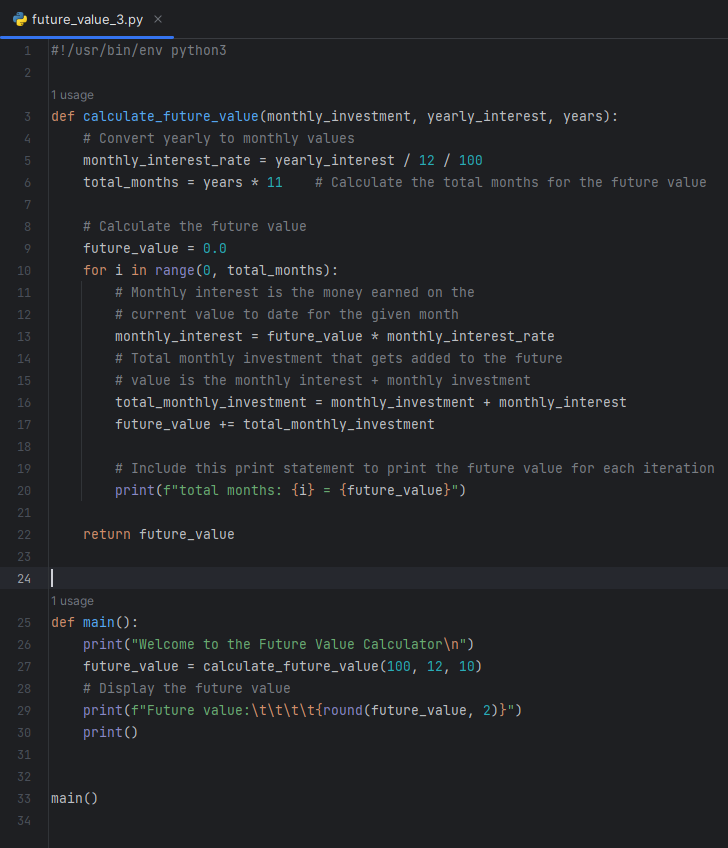 future_value_3.py ×
1 #!/usr/bin/env python3
2
1 usage
3 def calculate_future_value(monthly_investment, yearly_interest, years):
4     # Convert yearly to monthly values
5     monthly_interest_rate = yearly_interest / 12 / 100
6     total_months = years * 11    # Calculate the total months for the future value
7
8     # Calculate the future value
9     future_value = 0.0
10     for i in range(0, total_months):
11         # Monthly interest is the money earned on the
12         # current value to date for the given month
13         monthly_interest = future_value * monthly_interest_rate
14         # Total monthly investment that gets added to the future
15         # value is the monthly interest + monthly investment
16         total_monthly_investment = monthly_investment + monthly_interest
17         future_value += total_monthly_investment
18
19         # Include this print statement to print the future value for each iteration
20         print(f"total months: {i} = {future_value}")
21
22     return future_value
23
24
1 usage
25 def main():
26     print("Welcome to the Future Value Calculator\n")
27     future_value = calculate_future_value(100, 12, 10)
28     # Display the future value
29     print(f"Future value:\t\t\t\t{round(future_value, 2)}")
30     print()
31
32
33 main()
34